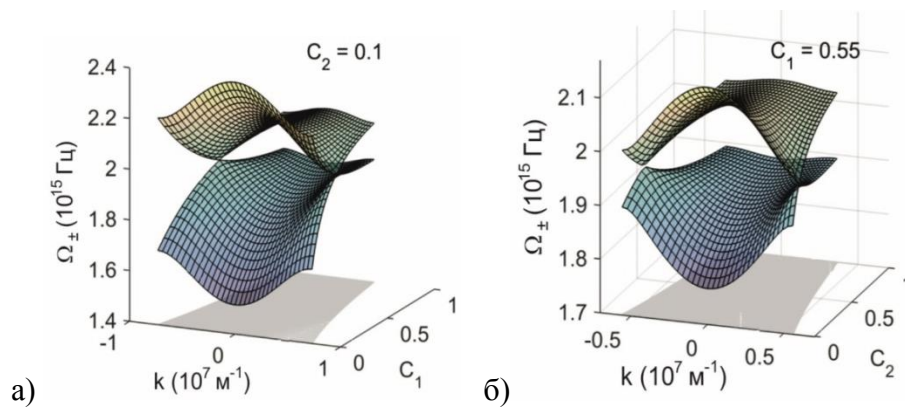 а)
C₂ = 0.1
Ω± (10¹⁵ Гц)
2.4
2.2
2
1.8
1.6
1.4
-1
0
1
k (10⁷ м⁻¹)
0
0.5
1
C₁
б)
C₁ = 0.55
Ω± (10¹⁵ Гц)
2.1
2
1.9
1.8
1.7
-0.5
0
0.5
k (10⁷ м⁻¹)
0
0.5
1
C₂